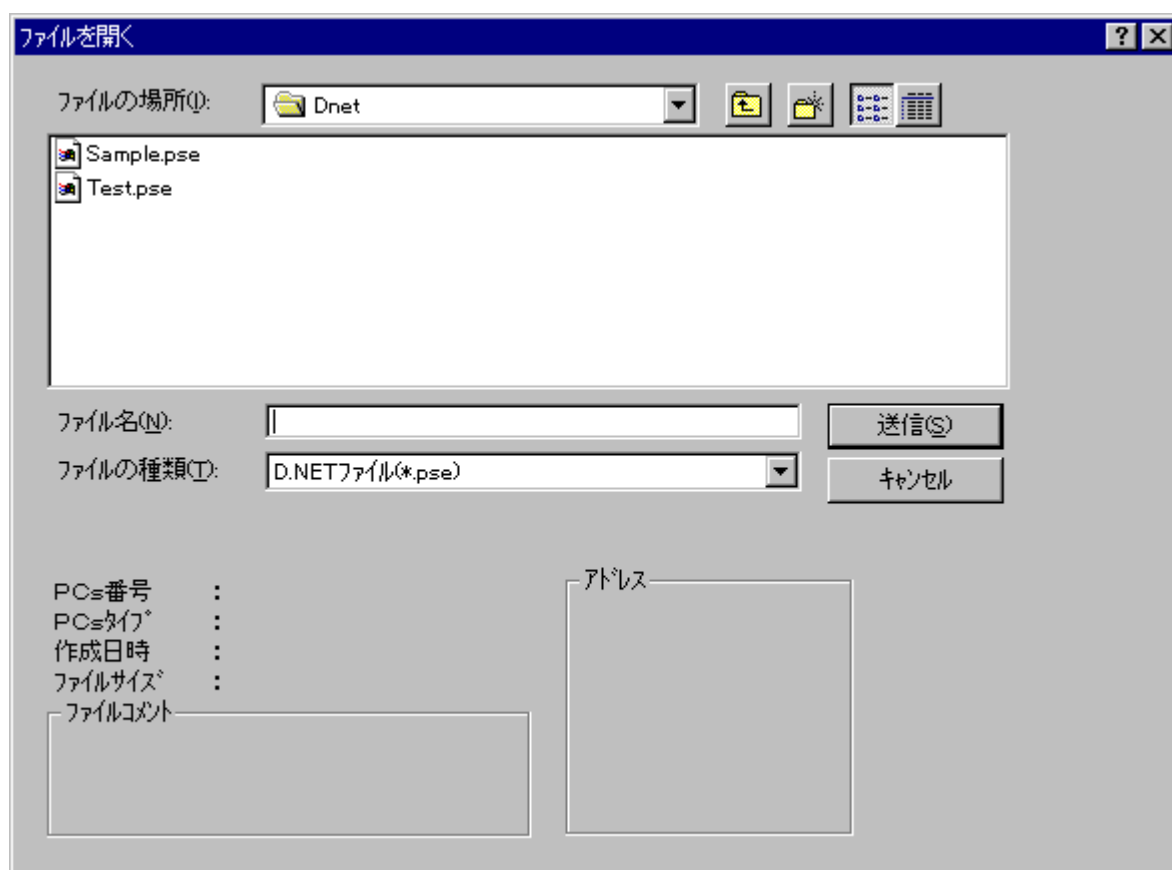 ファイルを開く
ファイルの場所(I):
Dnet
Sample.pse
Test.pse
ファイル名(N):
送信(S)
ファイルの種類(T):
D.NETファイル(*.pse)
キャンセル
PCs番号 :
PCsタイプ :
作成日時 :
ファイルサイズ :
ファイルコメント
アドレス